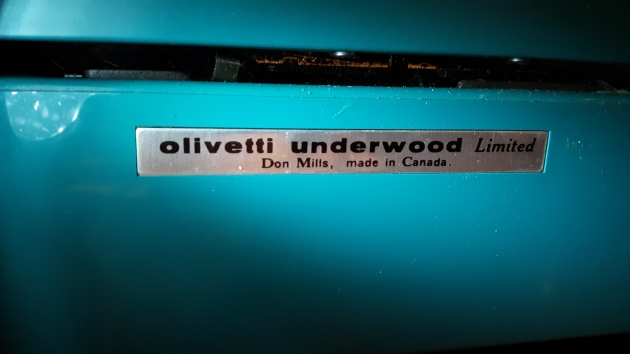 olivetti underwood Limited
Don Mills, made in Canada.